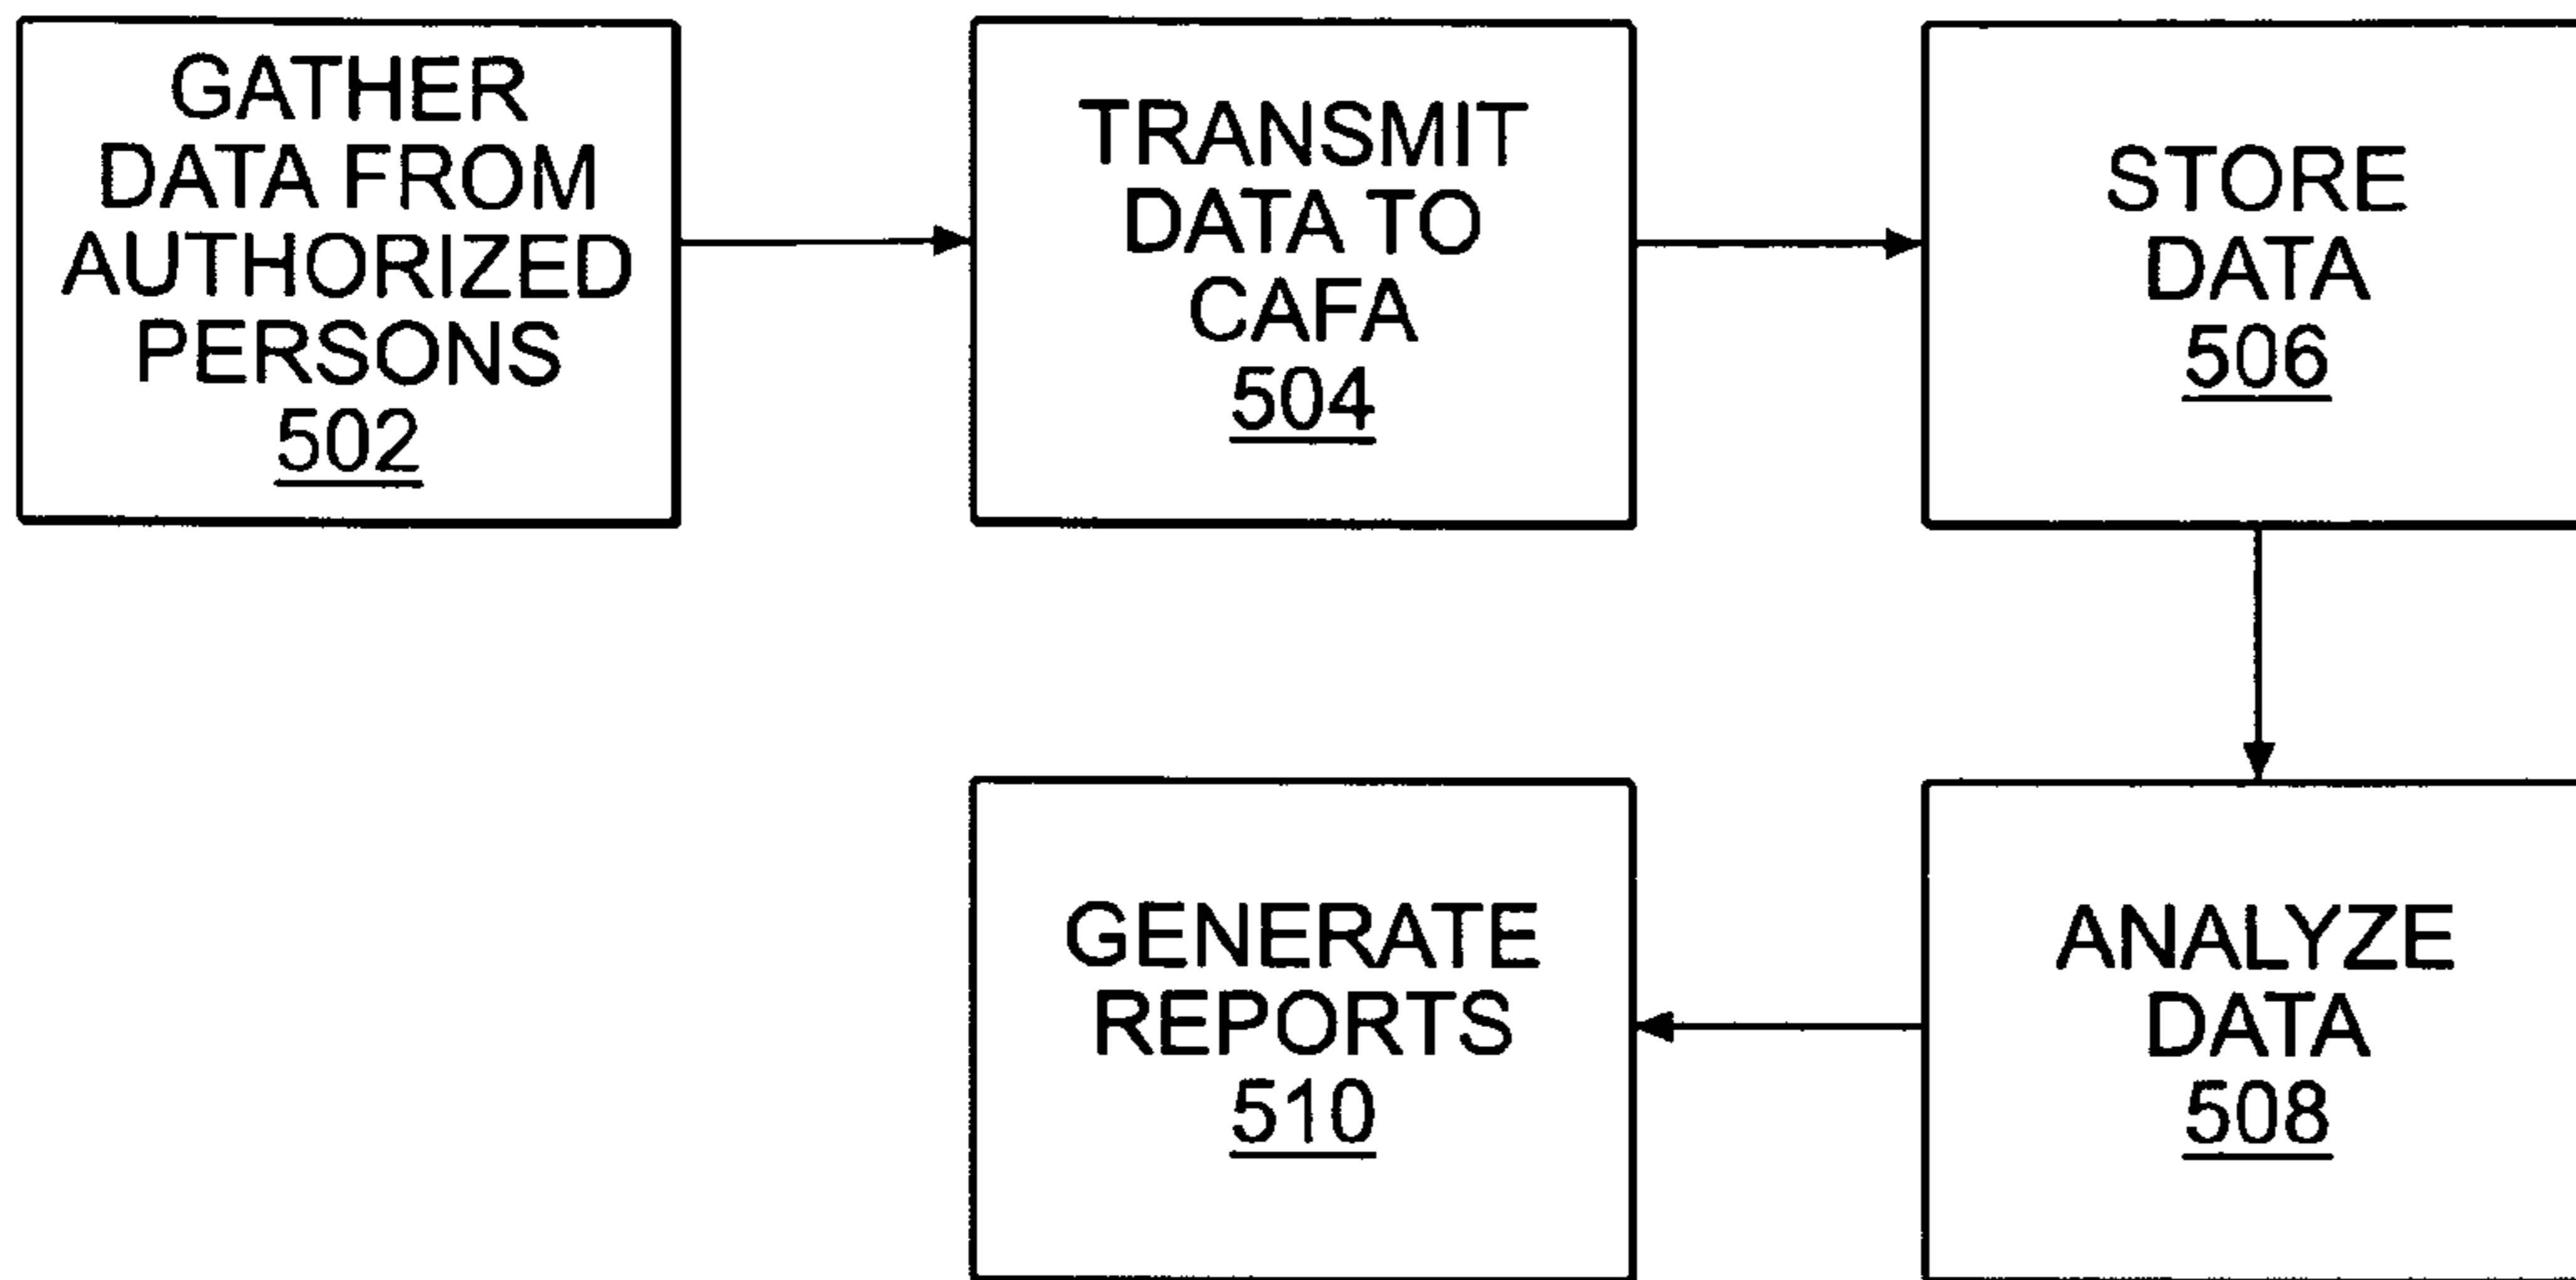 GATHER
DATA FROM
AUTHORIZED
PERSONS
502
TRANSMIT
DATA TO
CAFA
504
STORE
DATA
506
ANALYZE
DATA
508
GENERATE
REPORTS
510